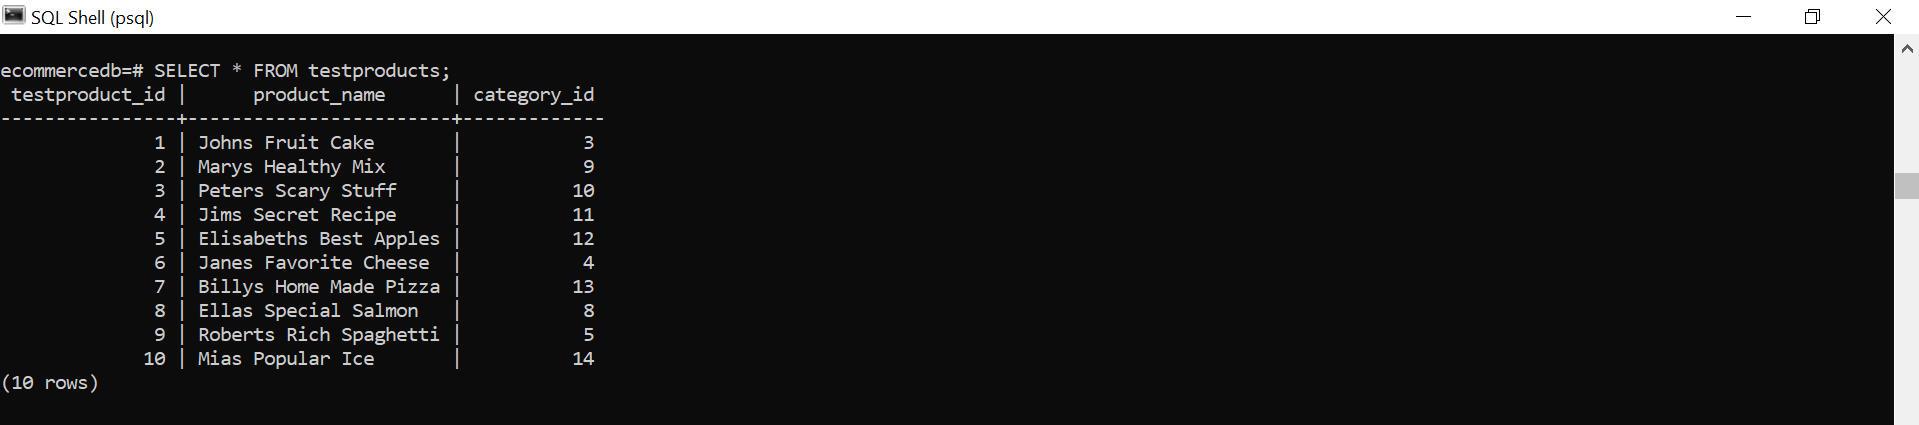 SQL Shell (psql)
ecommercedb=# SELECT * FROM testproducts;
 testproduct_id |      product_name      | category_id
----------------+------------------------+-------------
              1 | Johns Fruit Cake       |           3
              2 | Marys Healthy Mix      |           9
              3 | Peters Scary Stuff     |          10
              4 | Jims Secret Recipe     |          11
              5 | Elisabeths Best Apples |          12
              6 | Janes Favorite Cheese  |           4
              7 | Billys Home Made Pizza |          13
              8 | Ellas Special Salmon   |           8
              9 | Roberts Rich Spaghetti |           5
             10 | Mias Popular Ice       |          14
(10 rows)